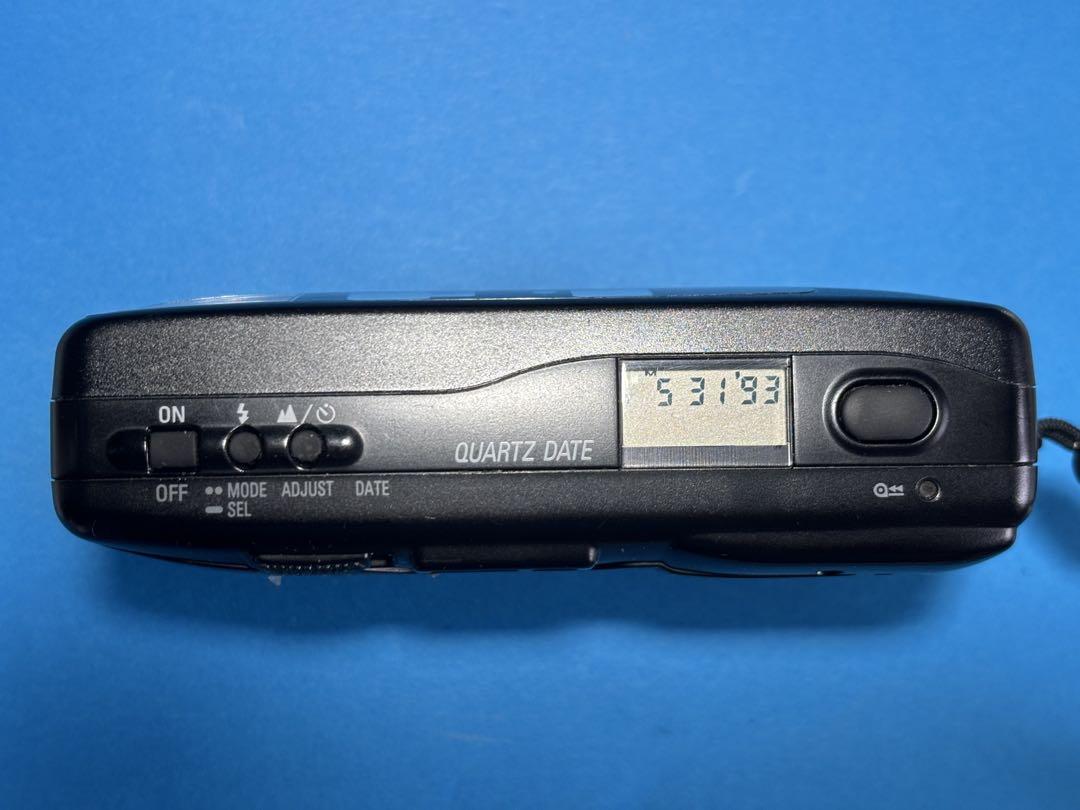 ON
OFF
MODE ADJUST DATE
SEL
QUARTZ DATE
M
5 31 '93